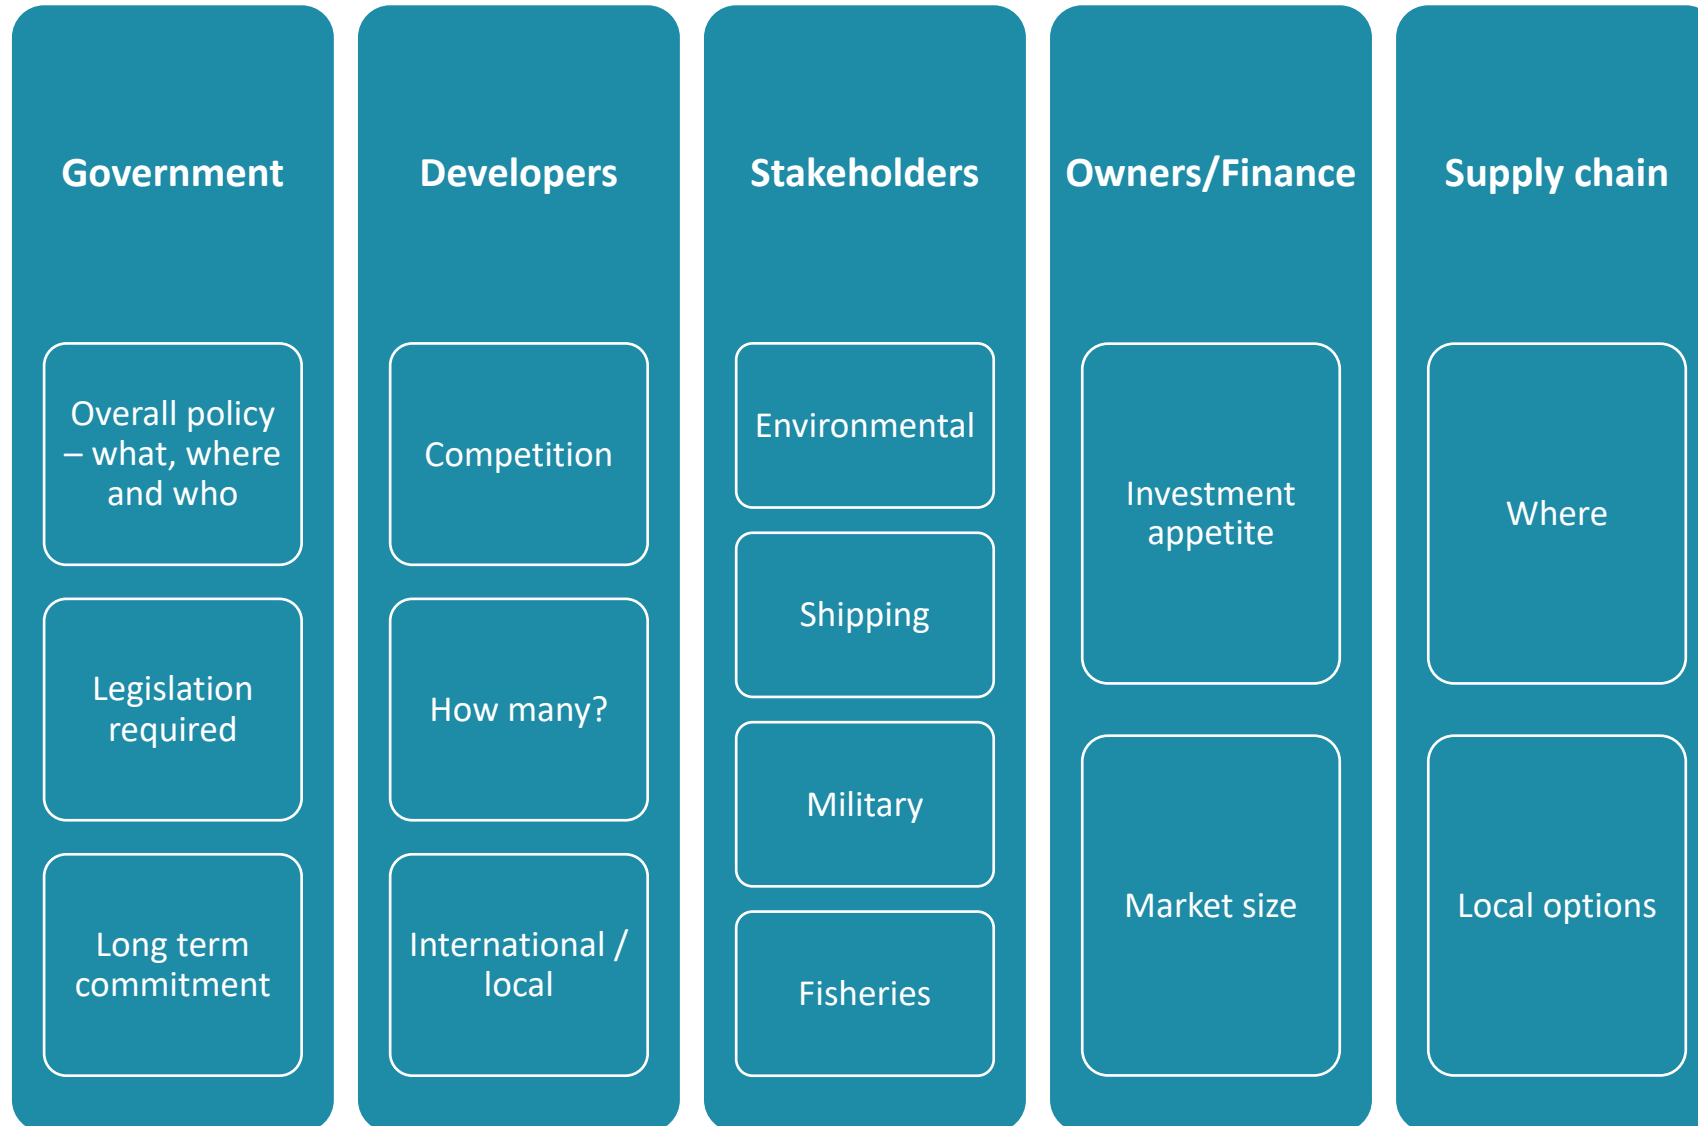 Government
Overall policy
– what, where
and who
Legislation
required
Long term
commitment
Developers
Competition
How many?
International /
local
Stakeholders
Environmental
Shipping
Military
Fisheries
Owners/Finance
Investment
appetite
Market size
Supply chain
Where
Local options